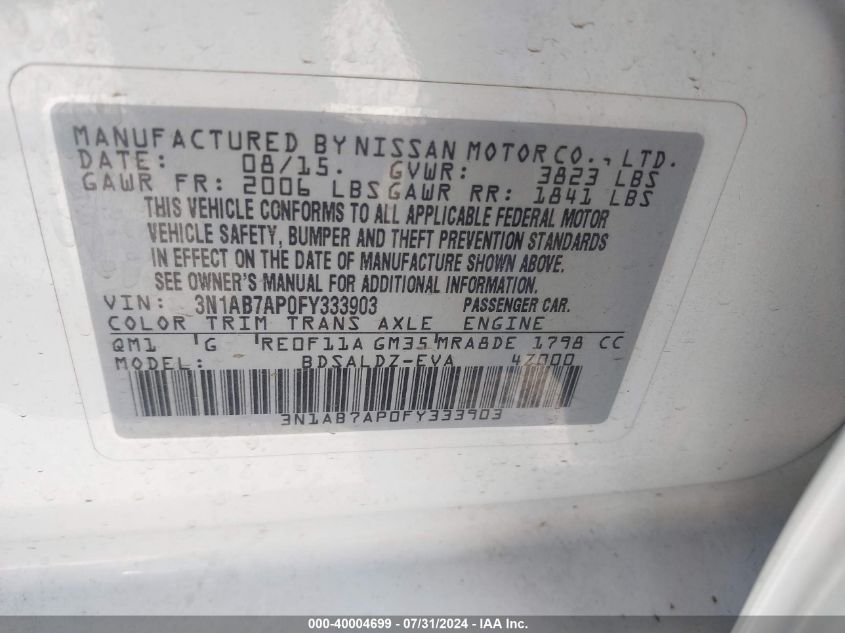 MANUFACTURED BY NISSAN MOTOR CO., LTD.
DATE: 08/15. GVWR: 3823 LBS
GAWR FR: 2006 LBS GAWR RR: 1841 LBS
THIS VEHICLE CONFORMS TO ALL APPLICABLE FEDERAL MOTOR
VEHICLE SAFETY, BUMPER AND THEFT PREVENTION STANDARDS
IN EFFECT ON THE DATE OF MANUFACTURE SHOWN ABOVE.
SEE OWNER'S MANUAL FOR ADDITIONAL INFORMATION.
VIN: 3N1AB7AP0FY333903 PASSENGER CAR.
COLOR TRIM TRANS AXLE ENGINE
QM1 G RE0F11A GM35 MRA8DE 1798 CC
MODEL: BDSALDZ-EVA 47000
3N1AB7AP0FY333903
000-40004699 - 07/31/2024 - IAA Inc.